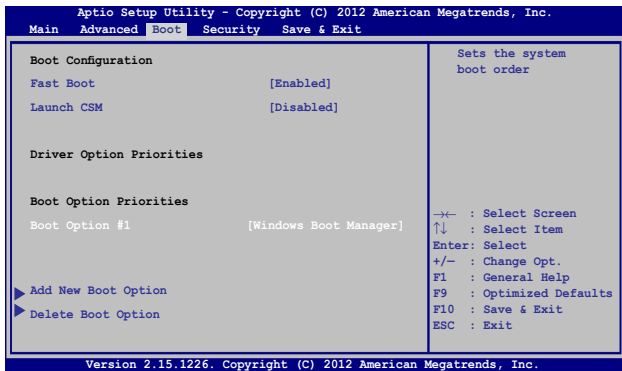 Aptio Setup Utility - Copyright (C) 2012 American Megatrends, Inc.
Main Advanced Boot Security Save & Exit
Boot Configuration
Fast Boot [Enabled]
Launch CSM [Disabled]
Driver Option Priorities
Boot Option Priorities
Boot Option #1 [Windows Boot Manager]
Add New Boot Option
Delete Boot Option
Sets the system
boot order
→← : Select Screen
↑↓ : Select Item
Enter: Select
+/— : Change Opt.
F1 : General Help
F9 : Optimized Defaults
F10 : Save & Exit
ESC : Exit
Version 2.15.1226. Copyright (C) 2012 American Megatrends, Inc.